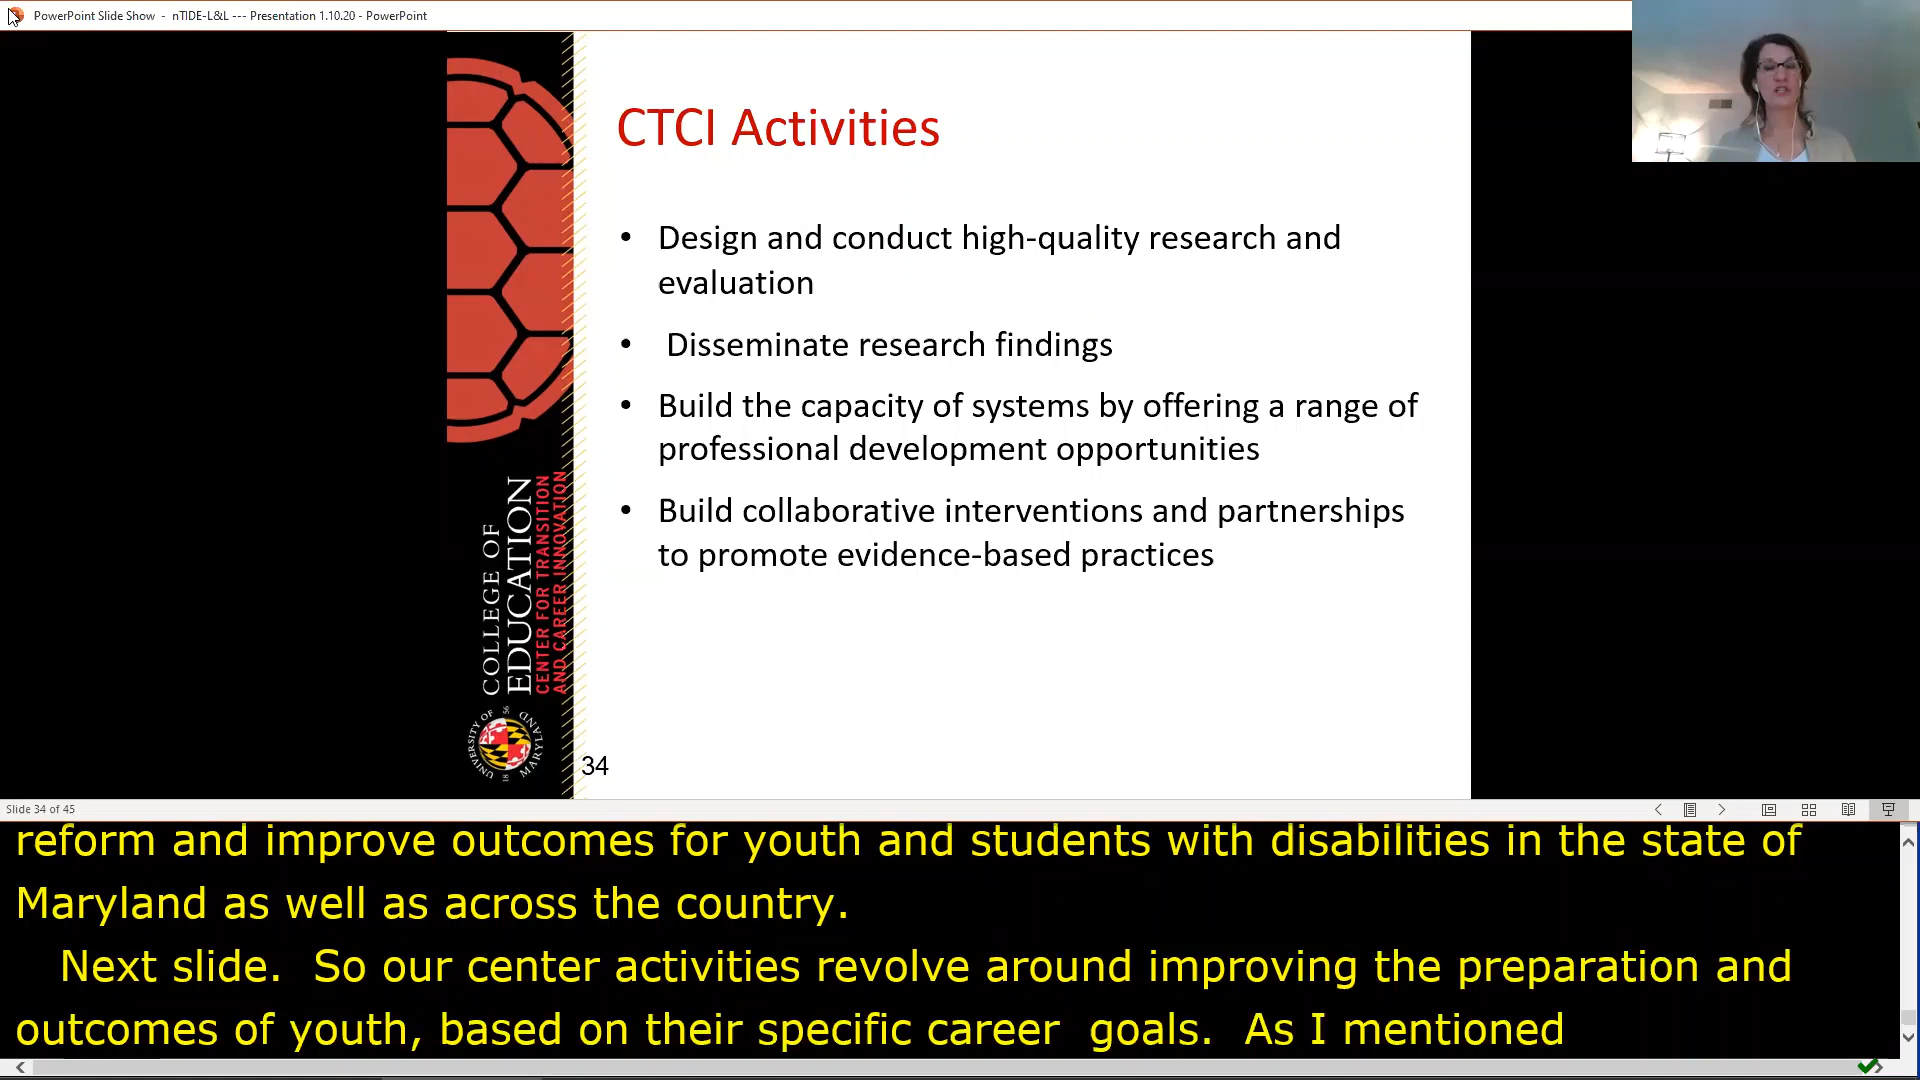 PowerPoint Slide Show - nTIDE-L&L --- Presentation 1.10.20 - PowerPoint
CTCI Activities
• Design and conduct high-quality research and
evaluation
• Disseminate research findings
• Build the capacity of systems by offering a range of
professional development opportunities
• Build collaborative interventions and partnerships
to promote evidence-based practices
COLLEGE OF
EDUCATION
CENTER FOR TRANSITION
AND CAREER INNOVATION
UNIVERSITY OF
MARYLAND
18 56
34
Slide 34 of 45
reform and improve outcomes for youth and students with disabilities in the state of
Maryland as well as across the country.
Next slide. So our center activities revolve around improving the preparation and
outcomes of youth, based on their specific career goals. As I mentioned